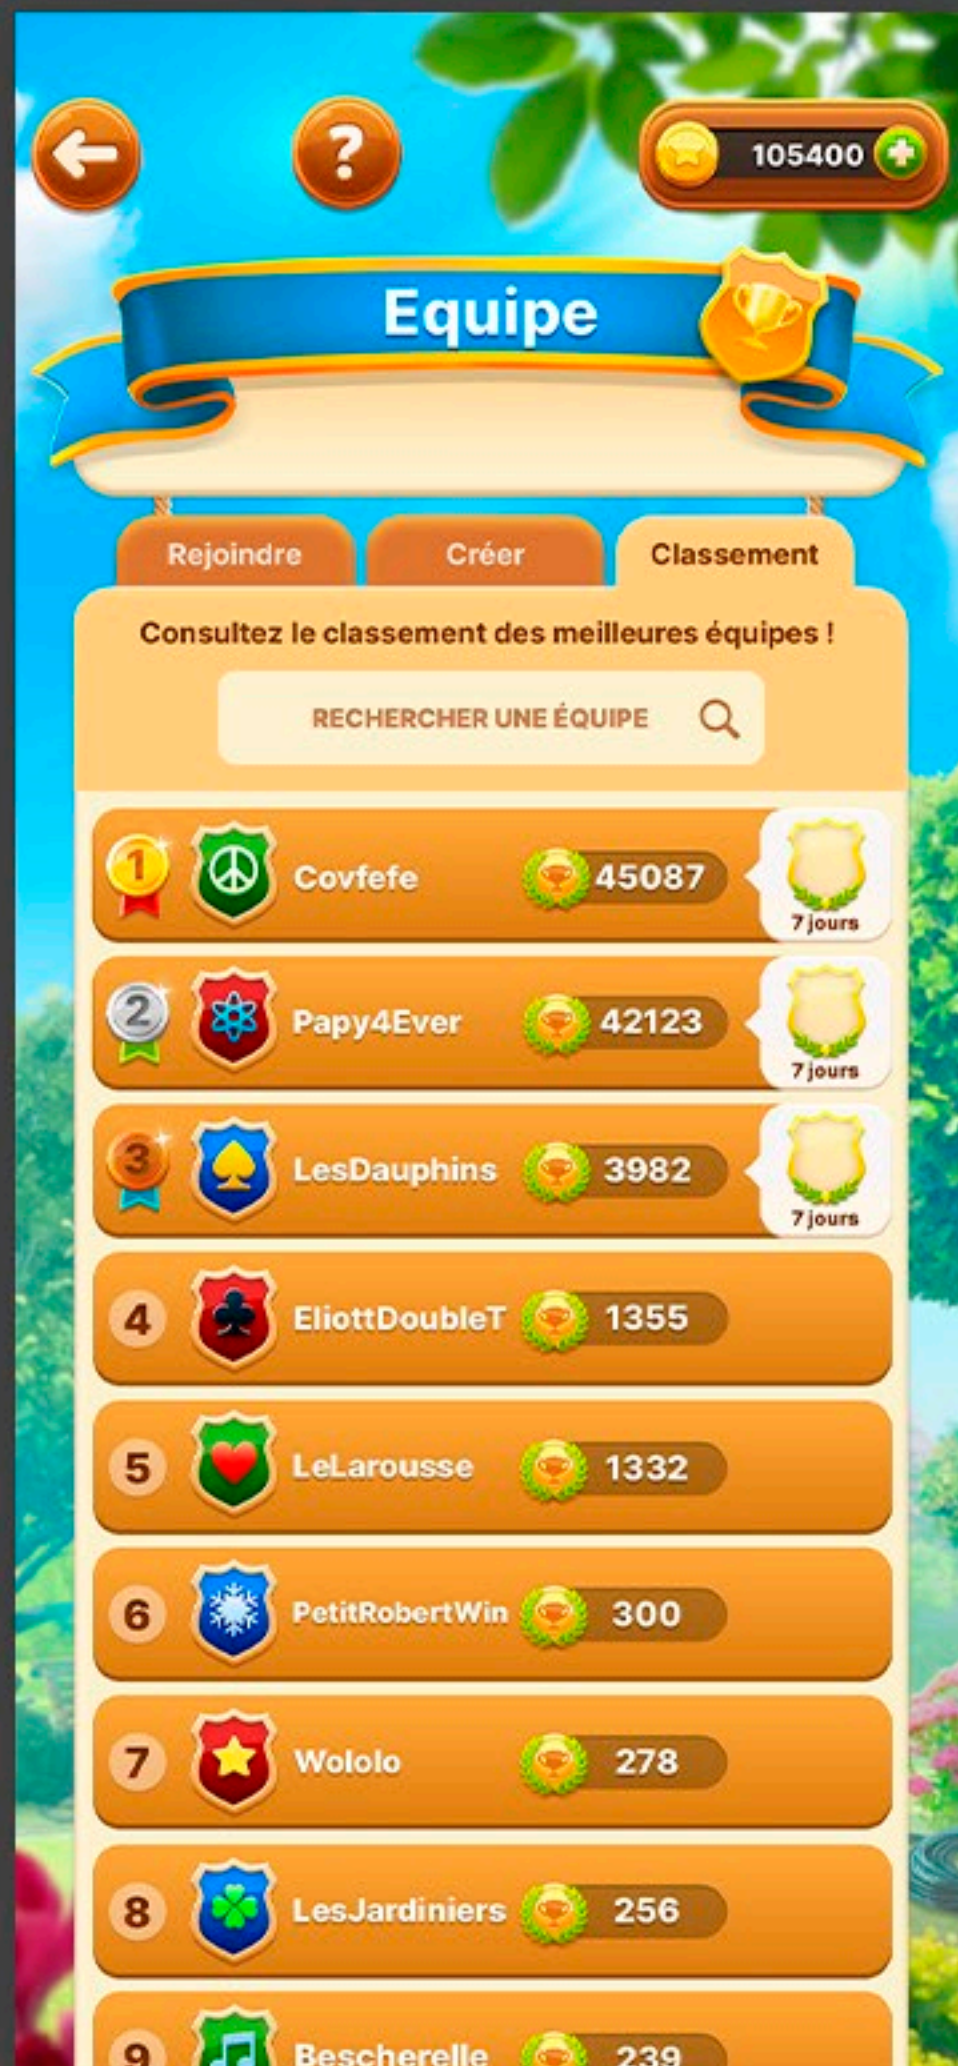 ?
105400
Equipe
Rejoindre
Créer
Classement
Consultez le classement des meilleures équipes !
RECHERCHER UNE ÉQUIPE
1 Covfefe 45087
7 jours
2 Papy4Ever 42123
7 jours
3 LesDauphins 3982
7 jours
4 EliottDoubleT 1355
5 LeLarousse 1332
6 PetitRobertWin 300
7 Wololo 278
8 LesJardiniers 256
9 Bescherelle 239